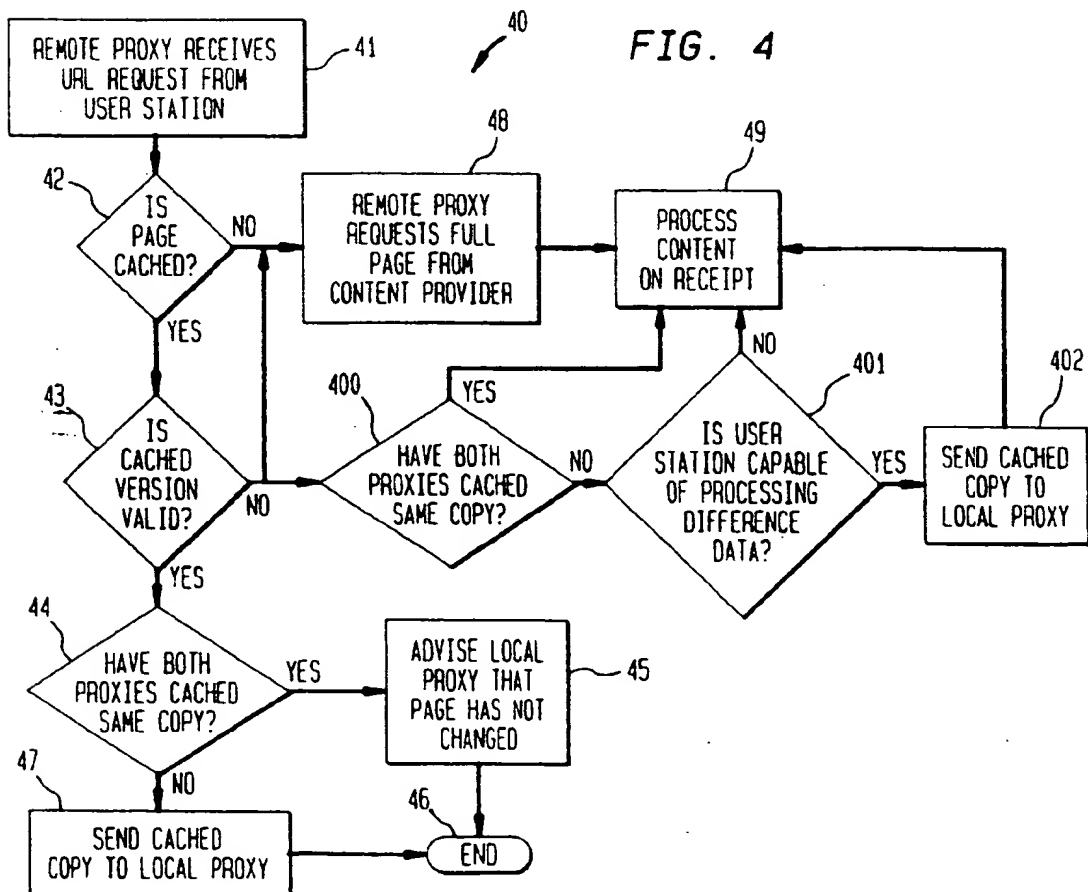 40
FIG. 4
REMOTE PROXY RECEIVES
URL REQUEST FROM
USER STATION
41
42
IS
PAGE
CACHED?
NO
YES
48
REMOTE PROXY
REQUESTS FULL
PAGE FROM
CONTENT PROVIDER
49
PROCESS
CONTENT
ON RECEIPT
43
IS
CACHED
VERSION
VALID?
NO
YES
400
HAVE BOTH
PROXIES CACHED
SAME COPY?
YES
NO
401
IS USER
STATION CAPABLE
OF PROCESSING
DIFFERENCE
DATA?
NO
YES
402
SEND CACHED
COPY TO
LOCAL PROXY
44
HAVE BOTH
PROXIES CACHED
SAME COPY?
YES
NO
45
ADVISE LOCAL
PROXY THAT
PAGE HAS NOT
CHANGED
47
SEND CACHED
COPY TO LOCAL PROXY
46
END